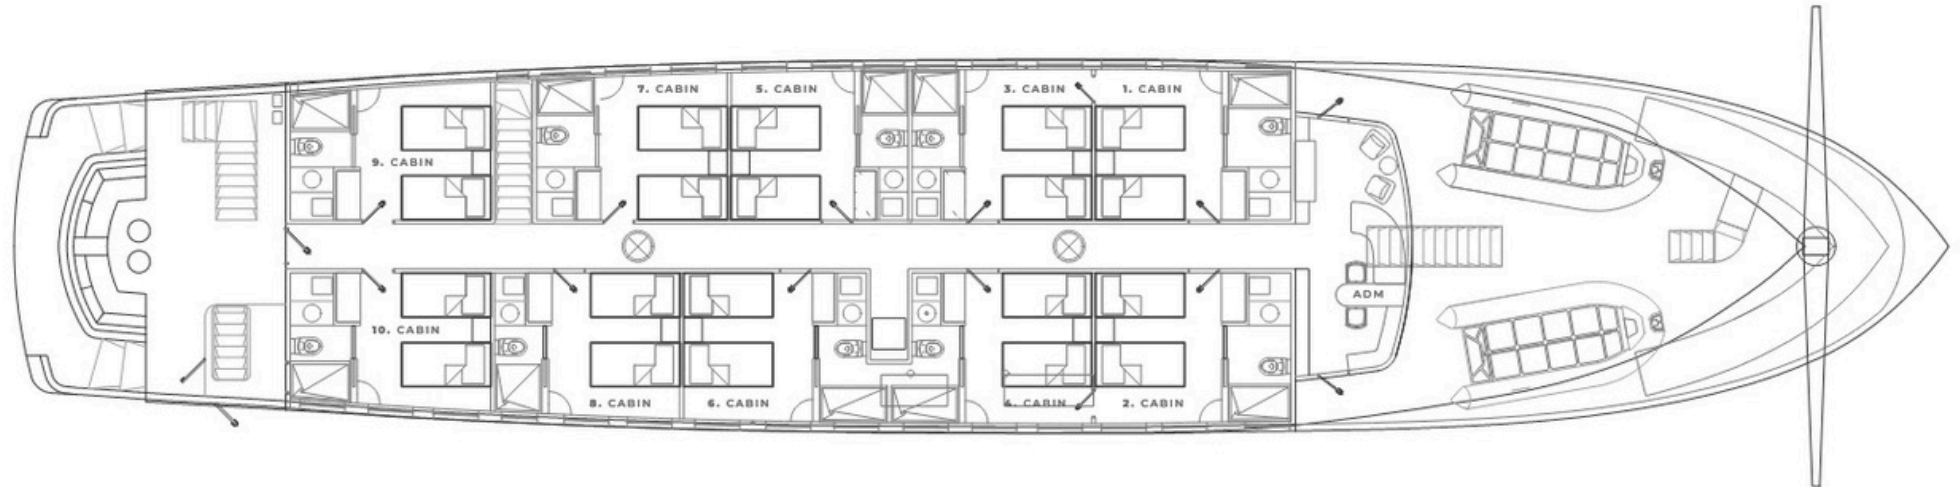 7. CABIN
5. CABIN
3. CABIN
1. CABIN
9. CABIN
ADM
10. CABIN
8. CABIN
6. CABIN
4. CABIN
2. CABIN